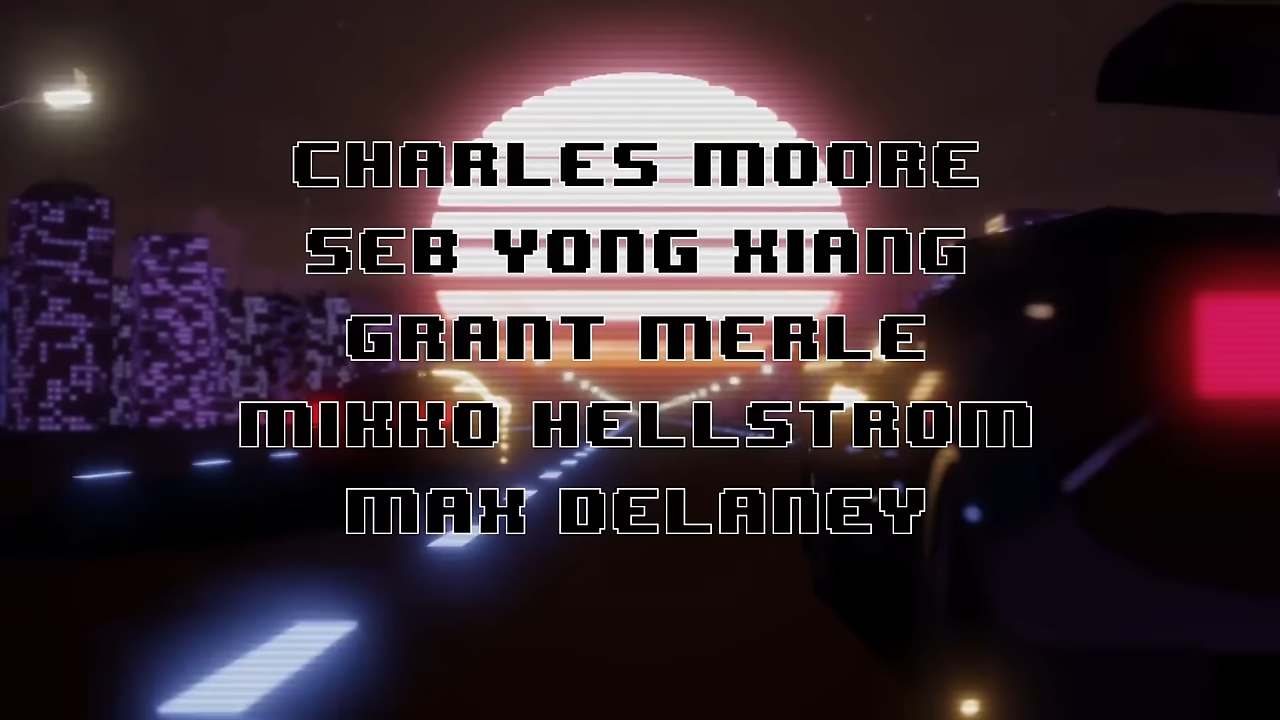 CHARLES MOORE
SEB YONG XIANG
GRANT MERLE
MIKKO HELLSTROM
MAX DELANEY